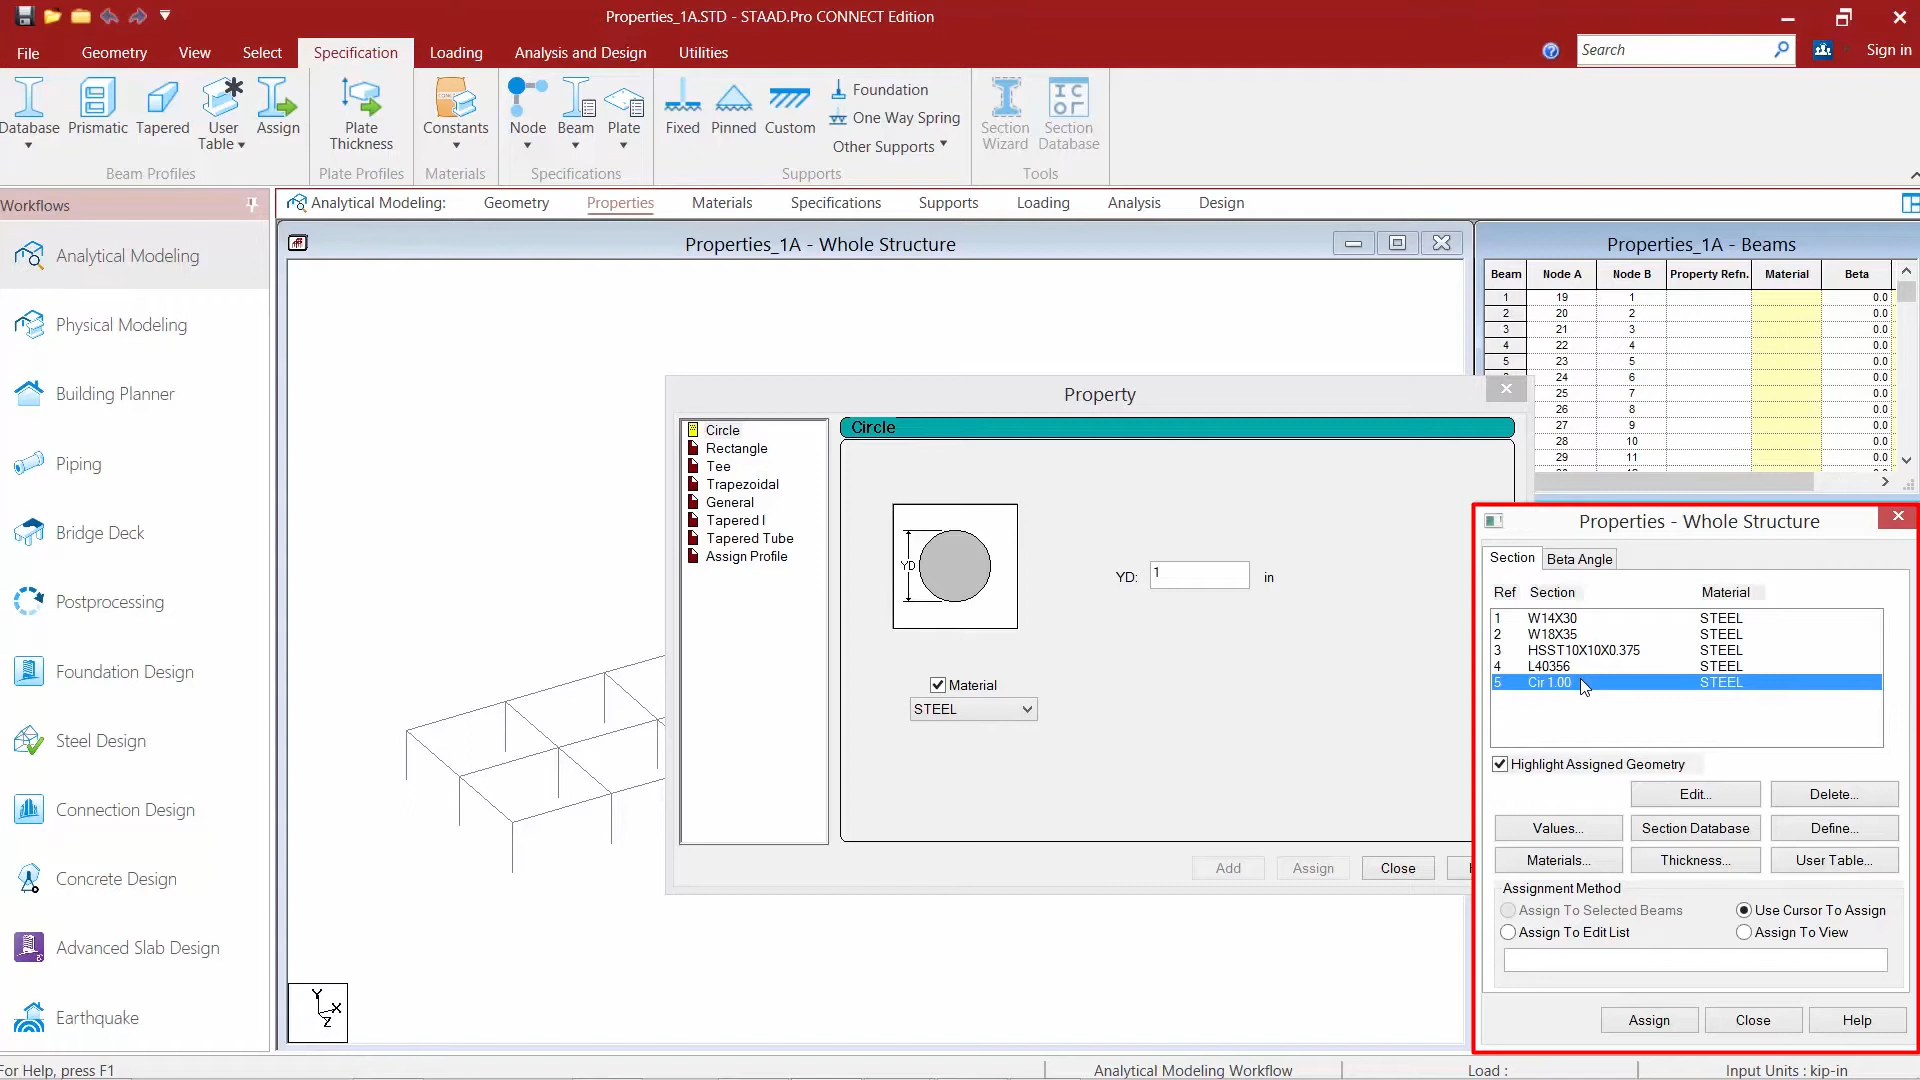 Properties_1A.STD - STAAD.Pro CONNECT Edition
File Geometry View Select Specification Loading Analysis and Design Utilities
Search
Sign in
Database Prismatic Tapered User Table Assign
Beam Profiles
Plate Thickness
Plate Profiles
Constants
Materials
Node Beam Plate
Specifications
Fixed Pinned Custom
Foundation
One Way Spring
Other Supports
Supports
Section Wizard
Section Database
Tools
Workflows
Analytical Modeling
Physical Modeling
Building Planner
Piping
Bridge Deck
Postprocessing
Foundation Design
Steel Design
Connection Design
Concrete Design
Advanced Slab Design
Earthquake
Analytical Modeling: Geometry Properties Materials Specifications Supports Loading Analysis Design
Properties_1A - Whole Structure
Y
X
Z
Properties_1A - Beams
Beam Node A Node B Property Refn. Material Beta
1 19 1 0.0
2 20 2 0.0
3 21 3 0.0
4 22 4 0.0
5 23 5 0.0
24 6 0.0
25 7 0.0
26 8 0.0
27 9 0.0
28 10 0.0
29 11 0.0
Property
Circle
Rectangle
Tee
Trapezoidal
General
Tapered I
Tapered Tube
Assign Profile
Circle
YD
YD: 1 in
Material
STEEL
Add Assign Close
Properties - Whole Structure
Section Beta Angle
Ref Section Material
1 W14X30 STEEL
2 W18X35 STEEL
3 HSST10X10X0.375 STEEL
4 L40356 STEEL
5 Cir 1.00 STEEL
Highlight Assigned Geometry
Edit... Delete...
Values... Section Database Define...
Materials... Thickness... User Table...
Assignment Method
Assign To Selected Beams Use Cursor To Assign
Assign To Edit List Assign To View
Assign Close Help
For Help, press F1
Analytical Modeling Workflow
Load :
Input Units : kip-in